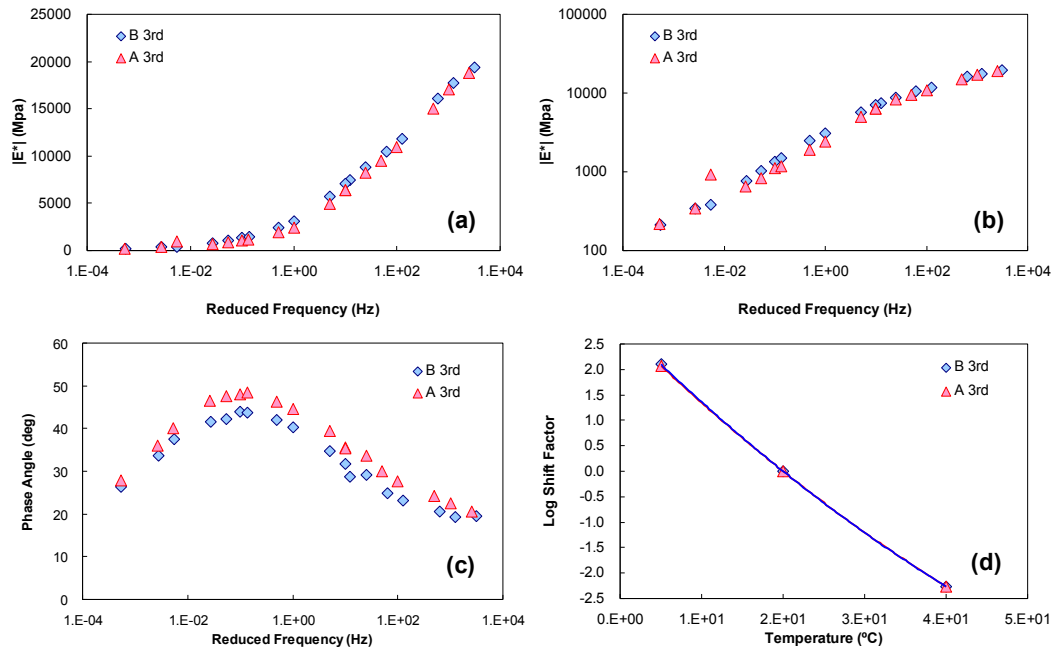 25000
20000
15000
10000
5000
0
|E*| (Mpa)
B 3rd
A 3rd
(a)
1.E-04 1.E-02 1.E+00 1.E+02 1.E+04
Reduced Frequency (Hz)
100000
10000
1000
100
|E*| (Mpa)
B 3rd
A 3rd
(b)
1.E-04 1.E-02 1.E+00 1.E+02 1.E+04
Reduced Frequency (Hz)
60
50
40
30
20
10
0
Phase Angle (deg)
B 3rd
A 3rd
(c)
1.E-04 1.E-02 1.E+00 1.E+02 1.E+04
Reduced Frequency (Hz)
2.5
2.0
1.5
1.0
0.5
0.0
-0.5
-1.0
-1.5
-2.0
-2.5
Log Shift Factor
B 3rd
A 3rd
(d)
0.E+00 1.E+01 2.E+01 3.E+01 4.E+01 5.E+01
Temperature (ºC)